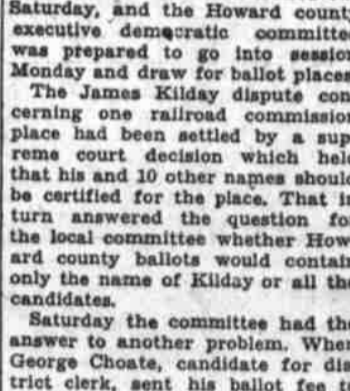 Saturday, and the Howard county
executive democratic committee
was prepared to go into session
Monday and draw for ballot places
The James Kilday dispute con
cerning one railroad commission
place had been settled by a sup
reme court decision which held
that his and 10 other names should
be certified for the place. That in
turn answered the question for
the local committee whether How
ard county ballots would contain
only the name of Kilday or all the
candidates.
Saturday the committee had the
answer to another problem. When
George Choate, candidate for dis
trict clerk, sent his ballot fee